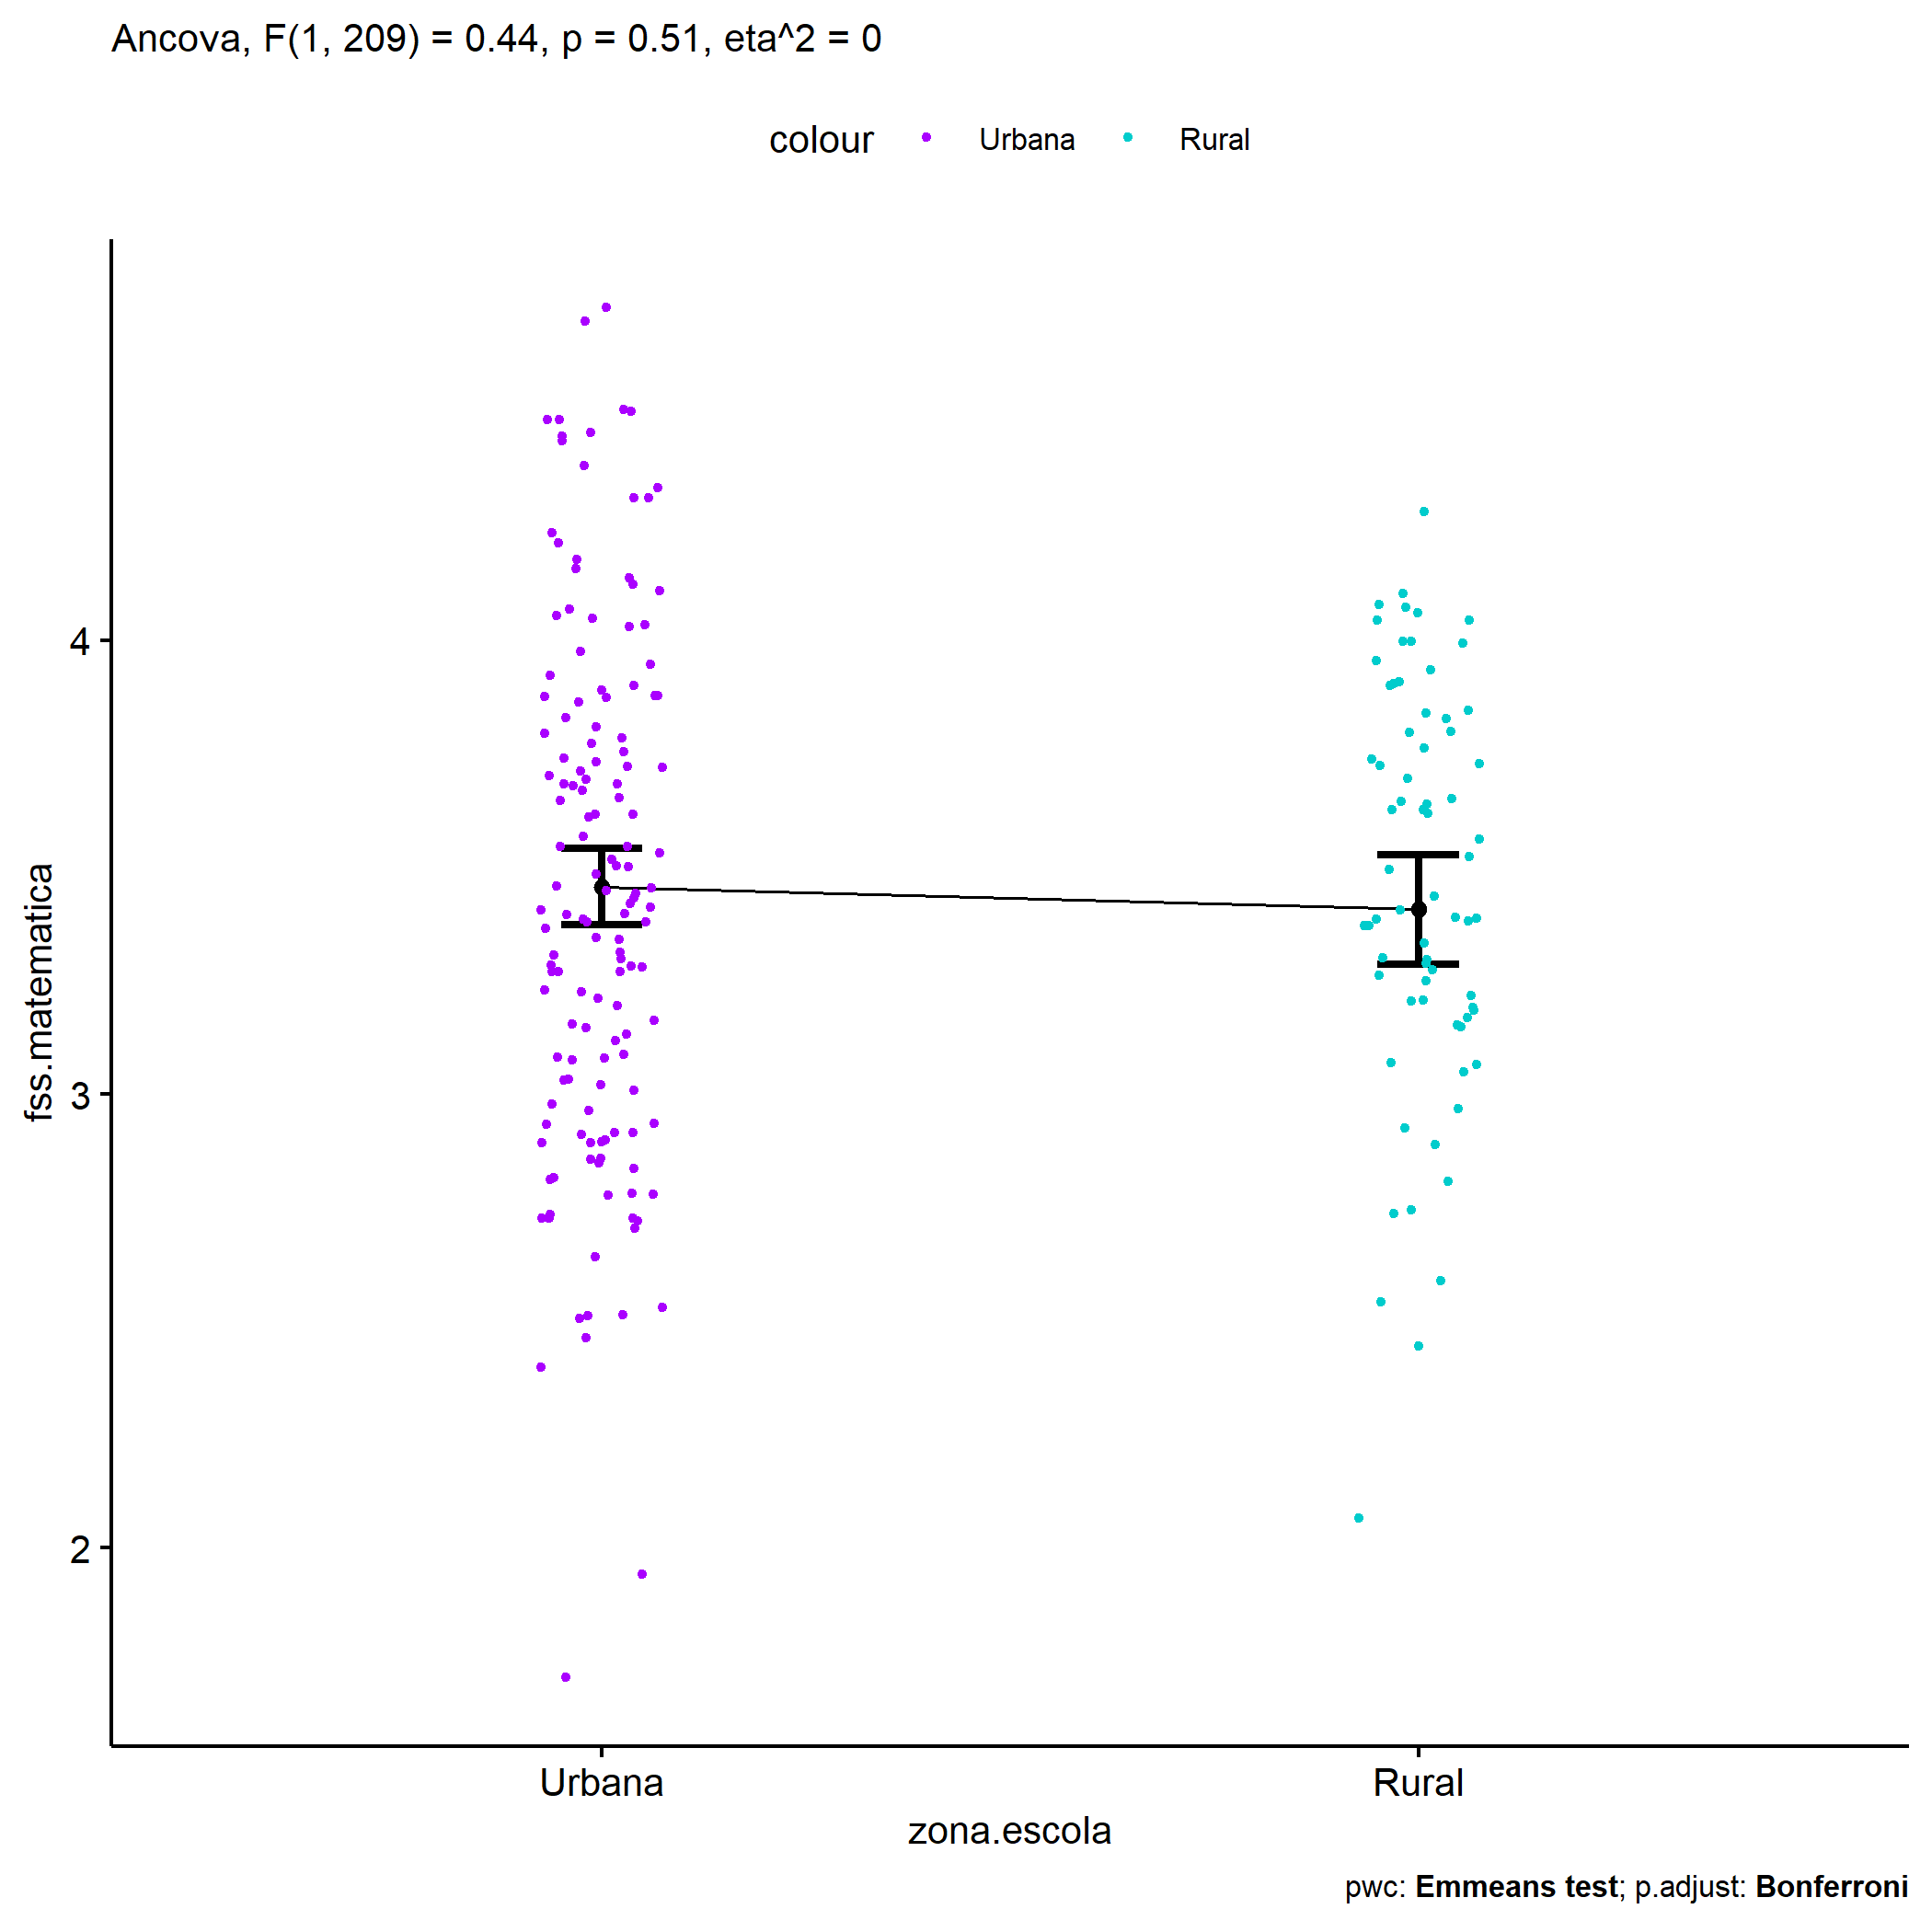 Ancova, F(1, 209) = 0.44, p = 0.51, eta^2 = 0
colour Urbana Rural
fss.matematica
4
3
2
Urbana Rural
zona.escola
pwc: Emmeans test; p.adjust: Bonferroni